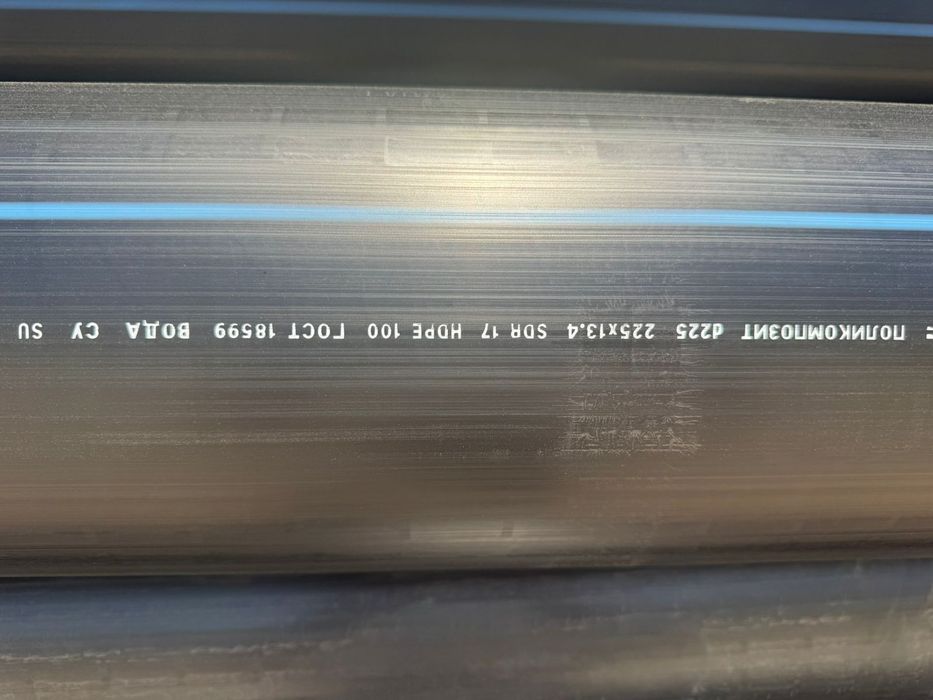 ПОЛИКОМПОЗИТ d225 225x13.4 SDR 17 HDPE 100 ГОСТ 18599 ВОДА СУ SU